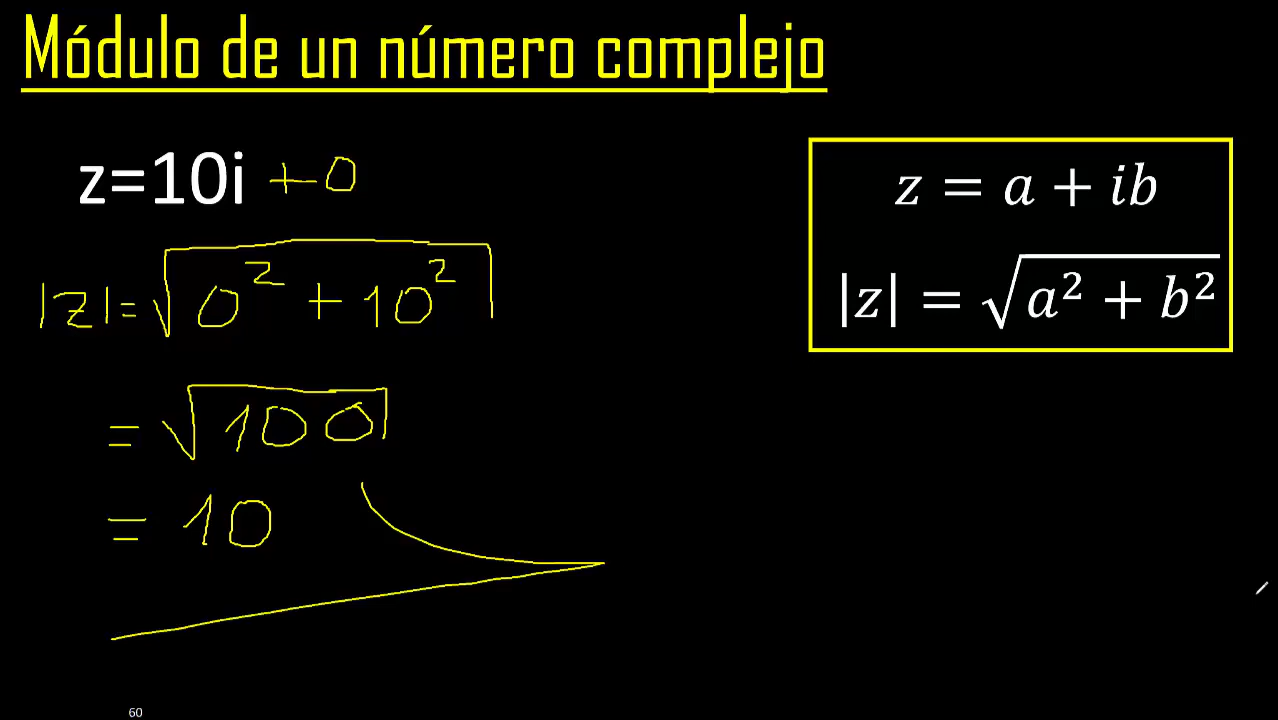 Módulo de un número complejo
z=10i + 0
|z| = √(0² + 10²)
= √100
= 10
z = a + ib
|z| = √(a² + b²)
60